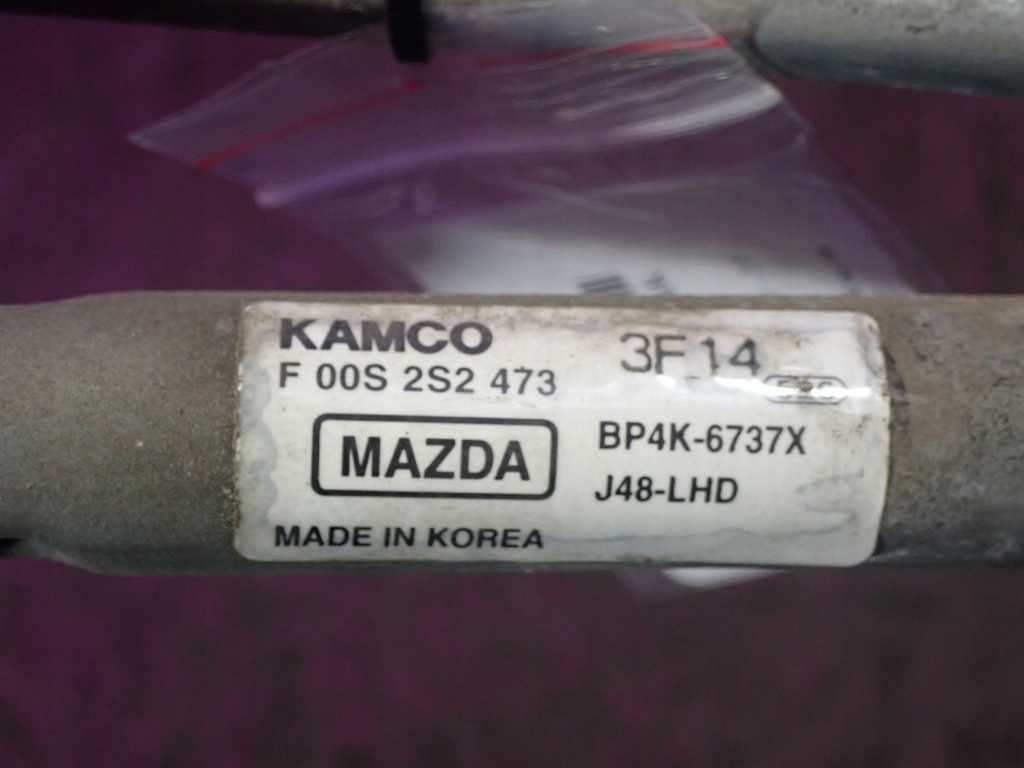 KAMCO
F 00S 2S2 473
3F14
MAZDA
BP4K-6737X
J48-LHD
MADE IN KOREA